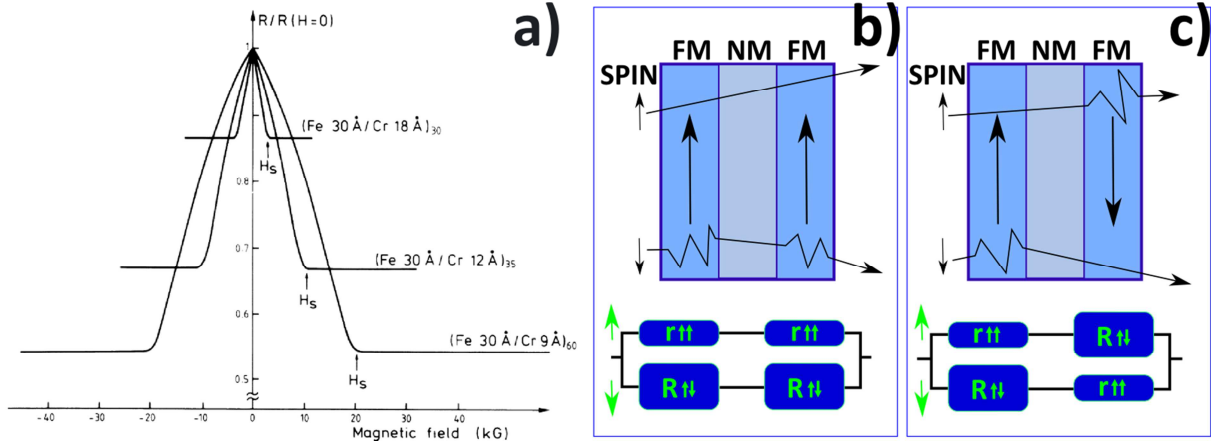 a)
R/R(H=0)
1
0.8
0.7
0.6
0.5
(Fe 30 Å/Cr 18 Å)30
HS
(Fe 30 Å/Cr 12 Å)35
HS
(Fe 30 Å/Cr 9 Å)60
HS
-40 -30 -20 -10 0 10 20 30 40
Magnetic field (kG)
b)
FM NM FM
SPIN
r↑↑ r↑↑
R↑↓ R↑↓
c)
FM NM FM
SPIN
r↑↑ R↑↓
R↑↓ r↑↑